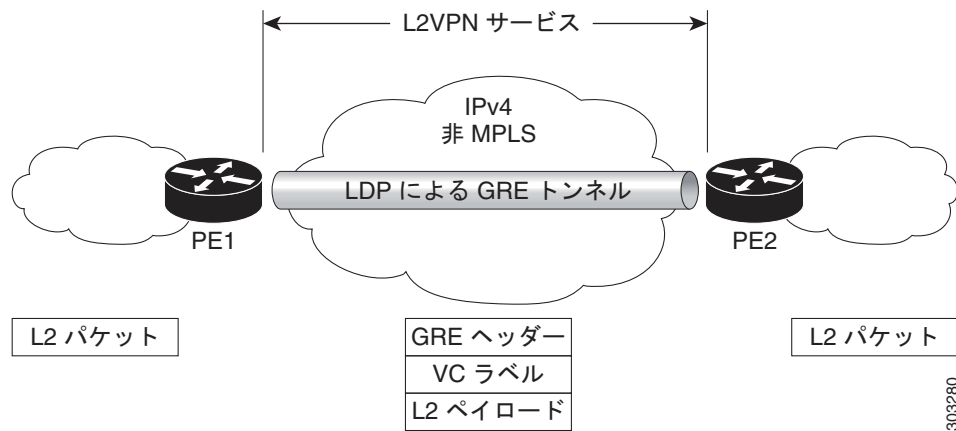 L2VPN サービス
IPv4
非 MPLS
LDP による GRE トンネル
PE1
PE2
L2 パケット
GRE ヘッダー
VC ラベル
L2 ペイロード
L2 パケット
303280